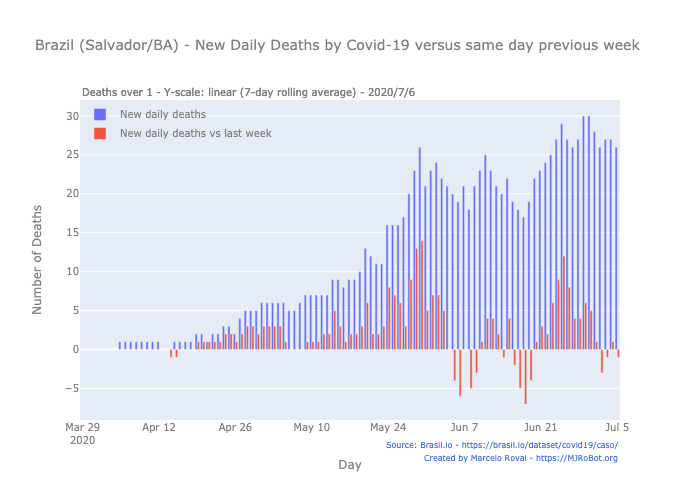 Brazil (Salvador/BA) - New Daily Deaths by Covid-19 versus same day previous week
Deaths over 1 - Y-scale: linear (7-day rolling average) - 2020/7/6
New daily deaths
New daily deaths vs last week
Number of Deaths
30
25
20
15
10
5
0
−5
Mar 29
2020
Apr 12
Apr 26
May 10
May 24
Jun 7
Jun 21
Jul 5
Day
Source: Brasil.io - https://brasil.io/dataset/covid19/caso/
Created by Marcelo Rovai - https://MJRoBot.org